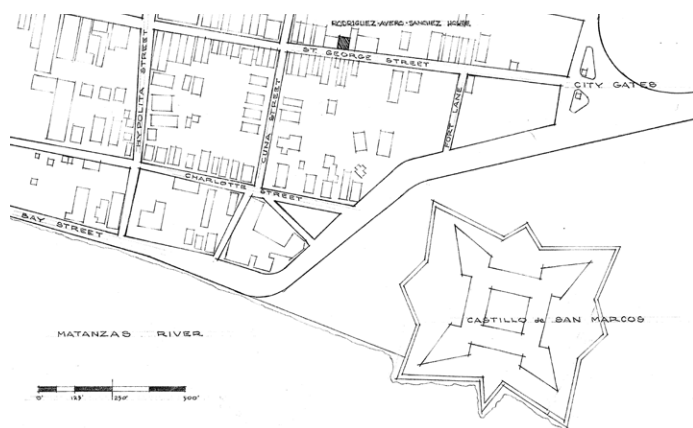 RODRIGUEZ-AVERO-SANCHEZ HOUSE
ST. GEORGE STREET
CITY GATES
HYPOLITA STREET
CUNA STREET
FORT LANE
CHARLOTTE STREET
BAY STREET
CASTILLO de SAN MARCOS
MATANZAS RIVER
0' 125' 250' 500'